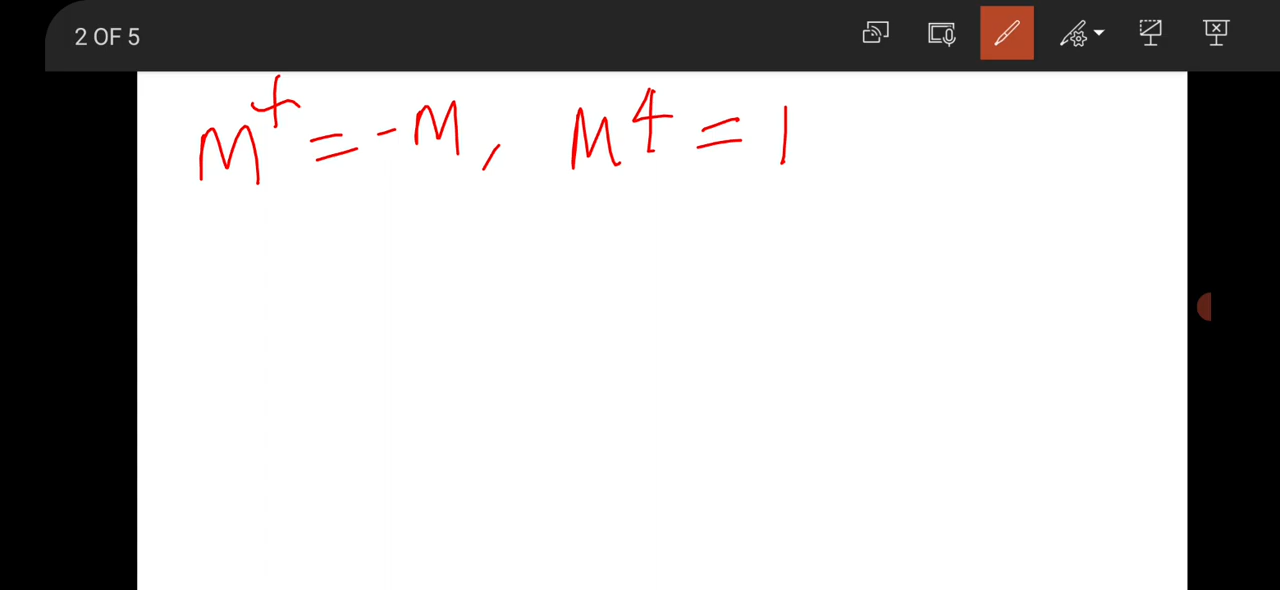 2 OF 5
M† = -M, M⁴ = 1